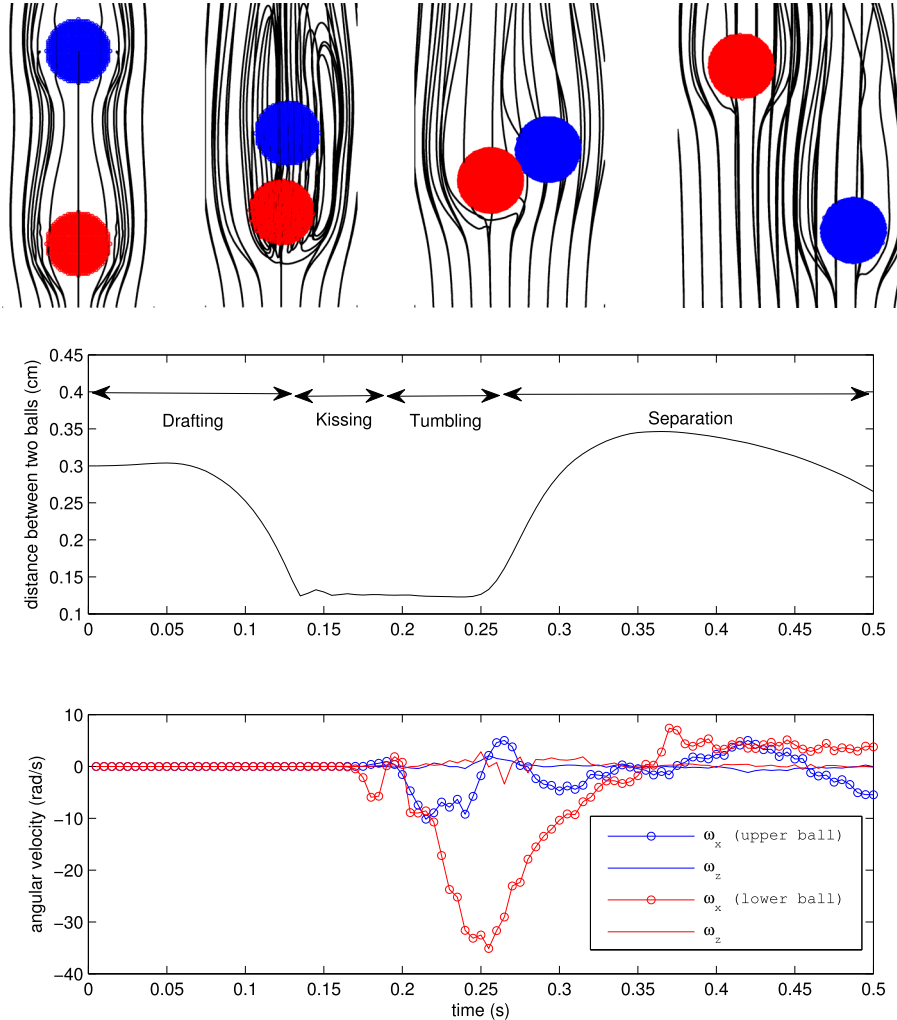 0.45
0.4
0.35
0.3
0.25
0.2
0.15
0.1
distance between two balls (cm)
Drafting Kissing Tumbling Separation
0 0.05 0.1 0.15 0.2 0.25 0.3 0.35 0.4 0.45 0.5
10
0
-10
-20
-30
-40
angular velocity (rad/s)
ωx (upper ball)
ωz
ωx (lower ball)
ωz
0 0.05 0.1 0.15 0.2 0.25 0.3 0.35 0.4 0.45 0.5
time (s)